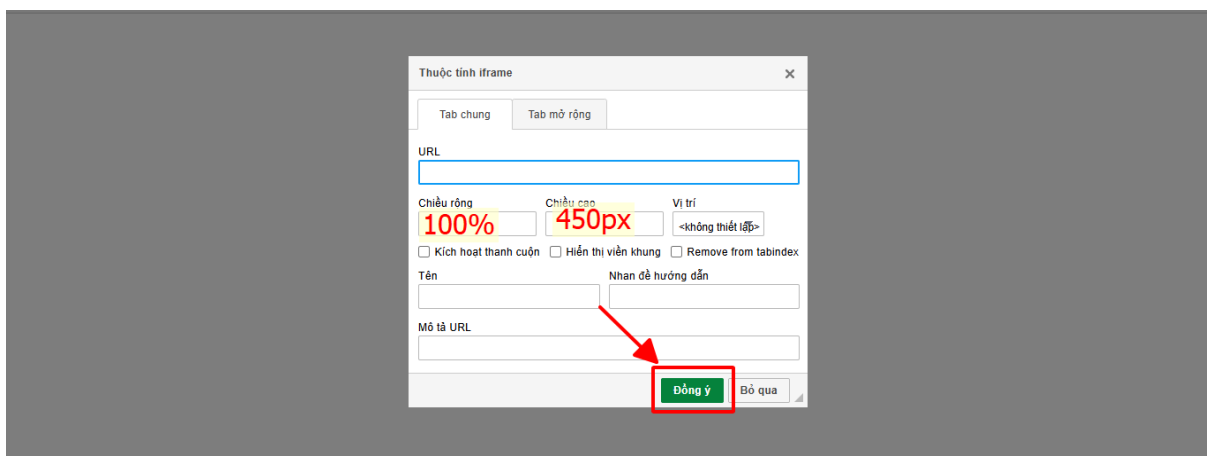 Thuộc tính iframe ×
Tab chung Tab mở rộng
URL
Chiều rộng Chiều cao Vị trí
100% 450px <không thiết lập>
Kích hoạt thanh cuộn Hiển thị viền khung Remove from tabindex
Tên Nhan đề hướng dẫn
Mô tả URL
Đồng ý Bỏ qua